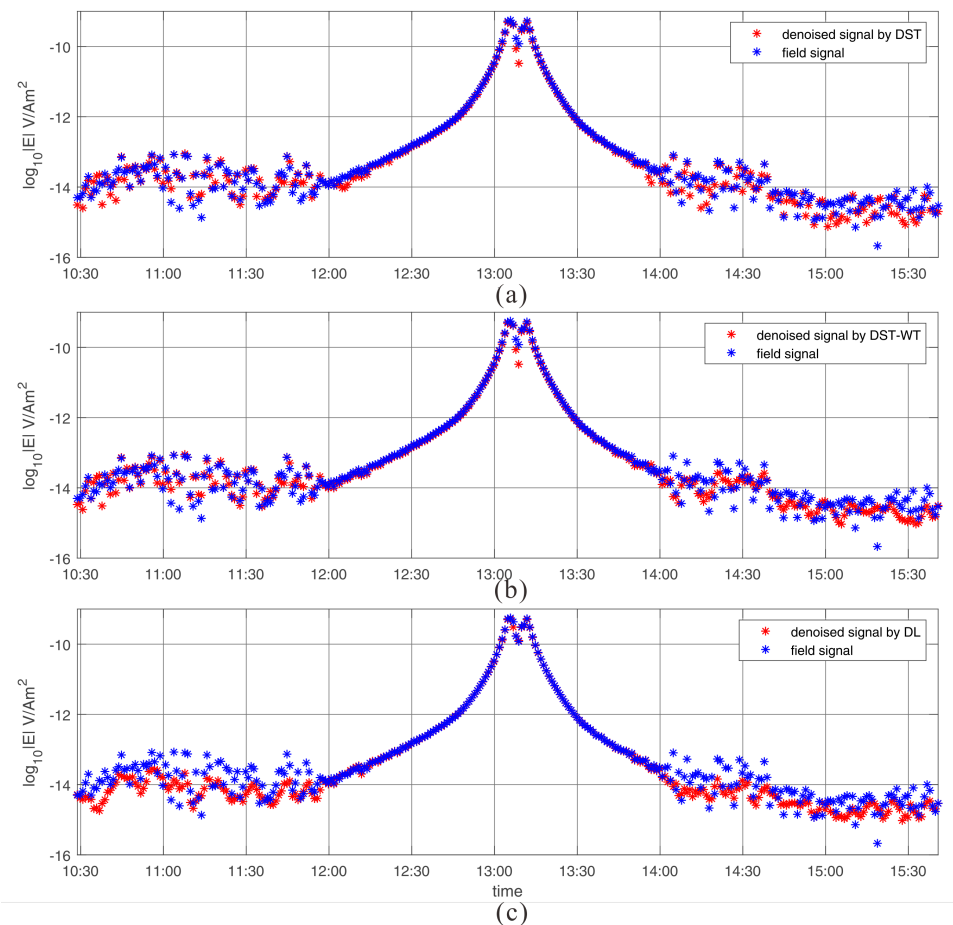 denoised signal by DST
field signal
log10|E| V/Am2
-10
-12
-14
-16
10:30 11:00 11:30 12:00 12:30 13:00 13:30 14:00 14:30 15:00 15:30
(a)
denoised signal by DST-WT
field signal
log10|E| V/Am2
-10
-12
-14
-16
10:30 11:00 11:30 12:00 12:30 13:00 13:30 14:00 14:30 15:00 15:30
(b)
denoised signal by DL
field signal
log10|E| V/Am2
-10
-12
-14
-16
10:30 11:00 11:30 12:00 12:30 13:00 13:30 14:00 14:30 15:00 15:30
time
(c)